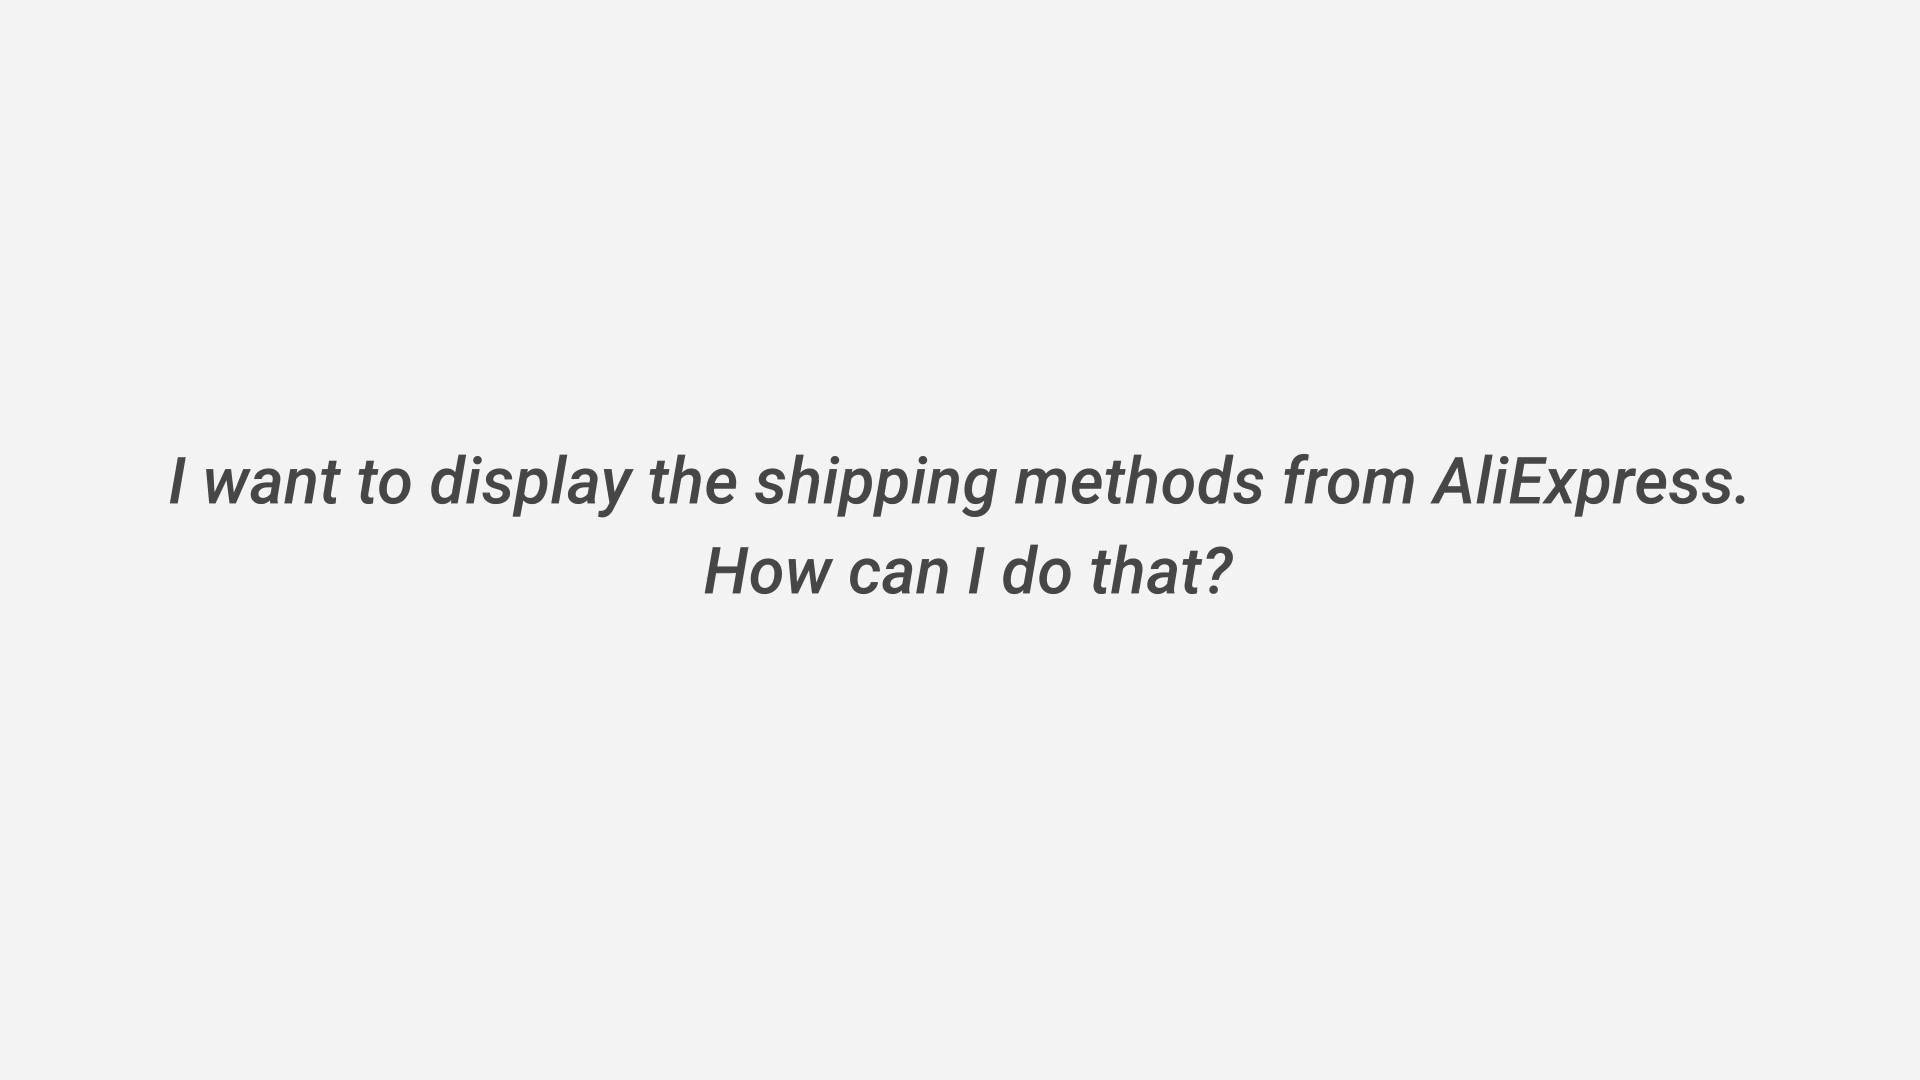 I want to display the shipping methods from AliExpress.
How can I do that?